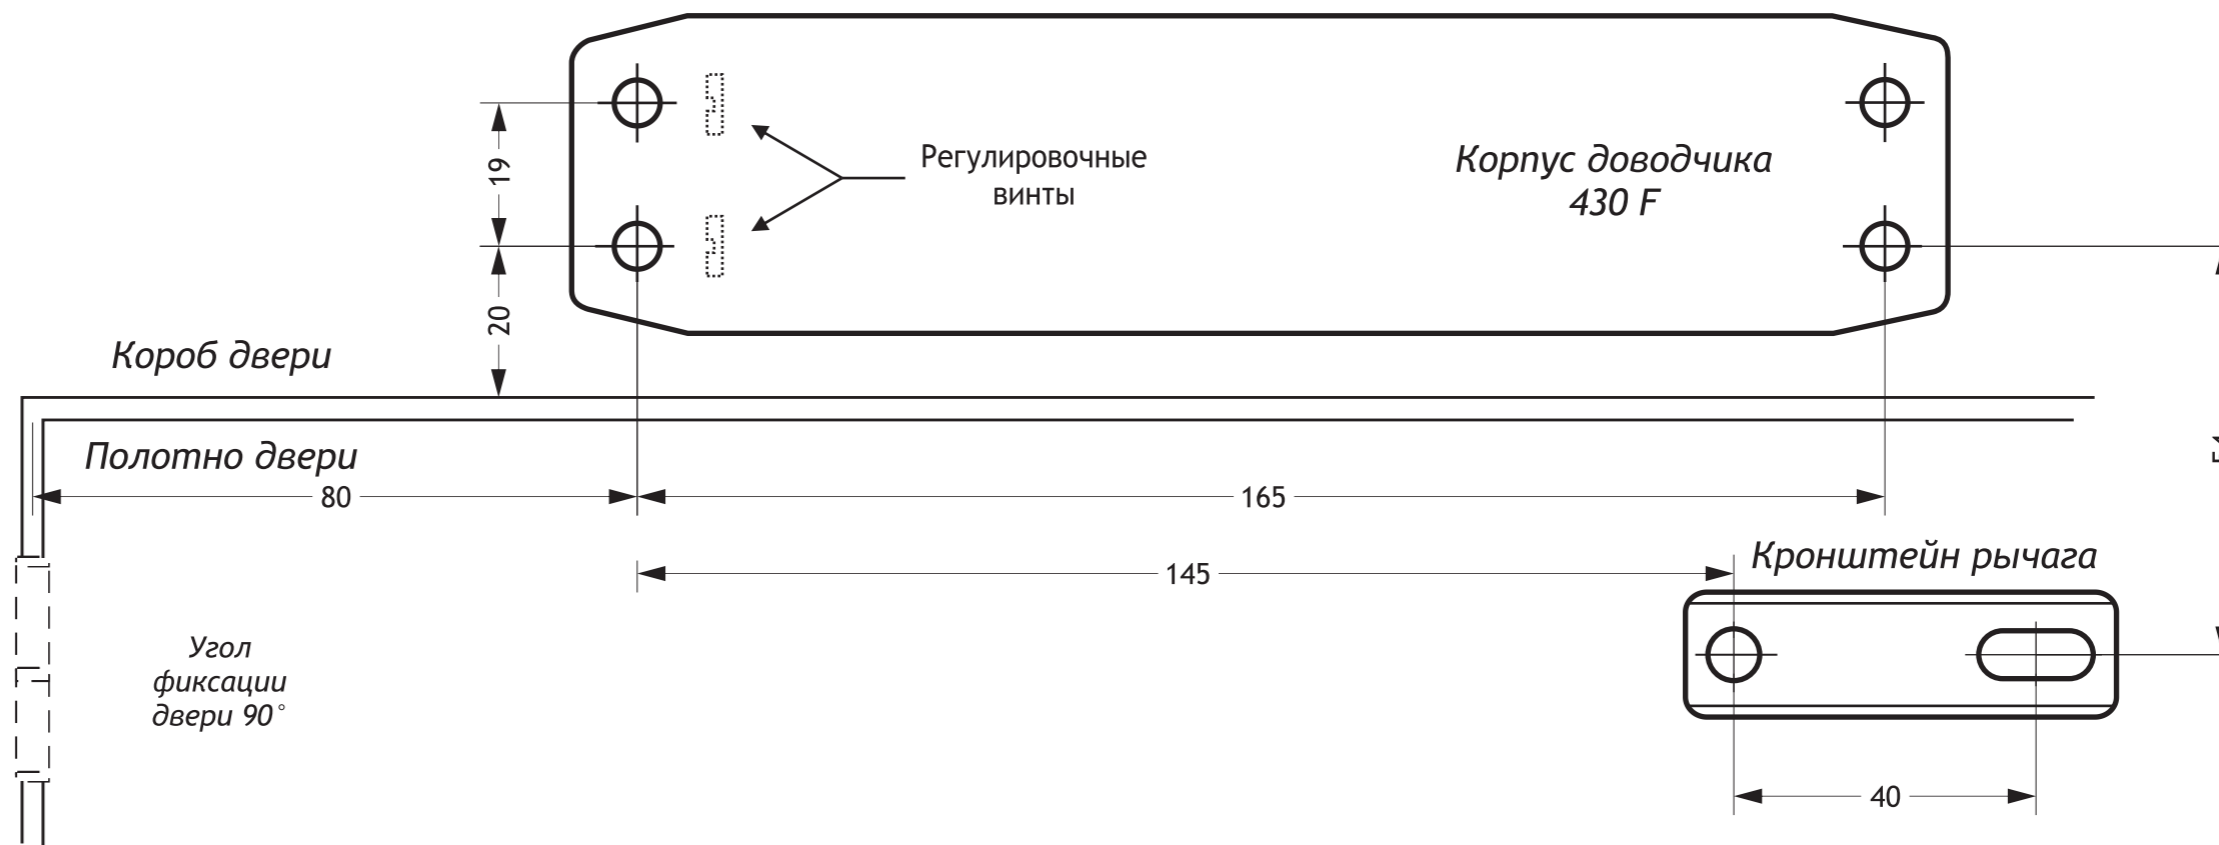 Регулировочные
винты
Корпус доводчика
430 F
19
20
Короб двери
Полотно двери
80
165
145
Кронштейн рычага
Угол
фиксации
двери 90°
40